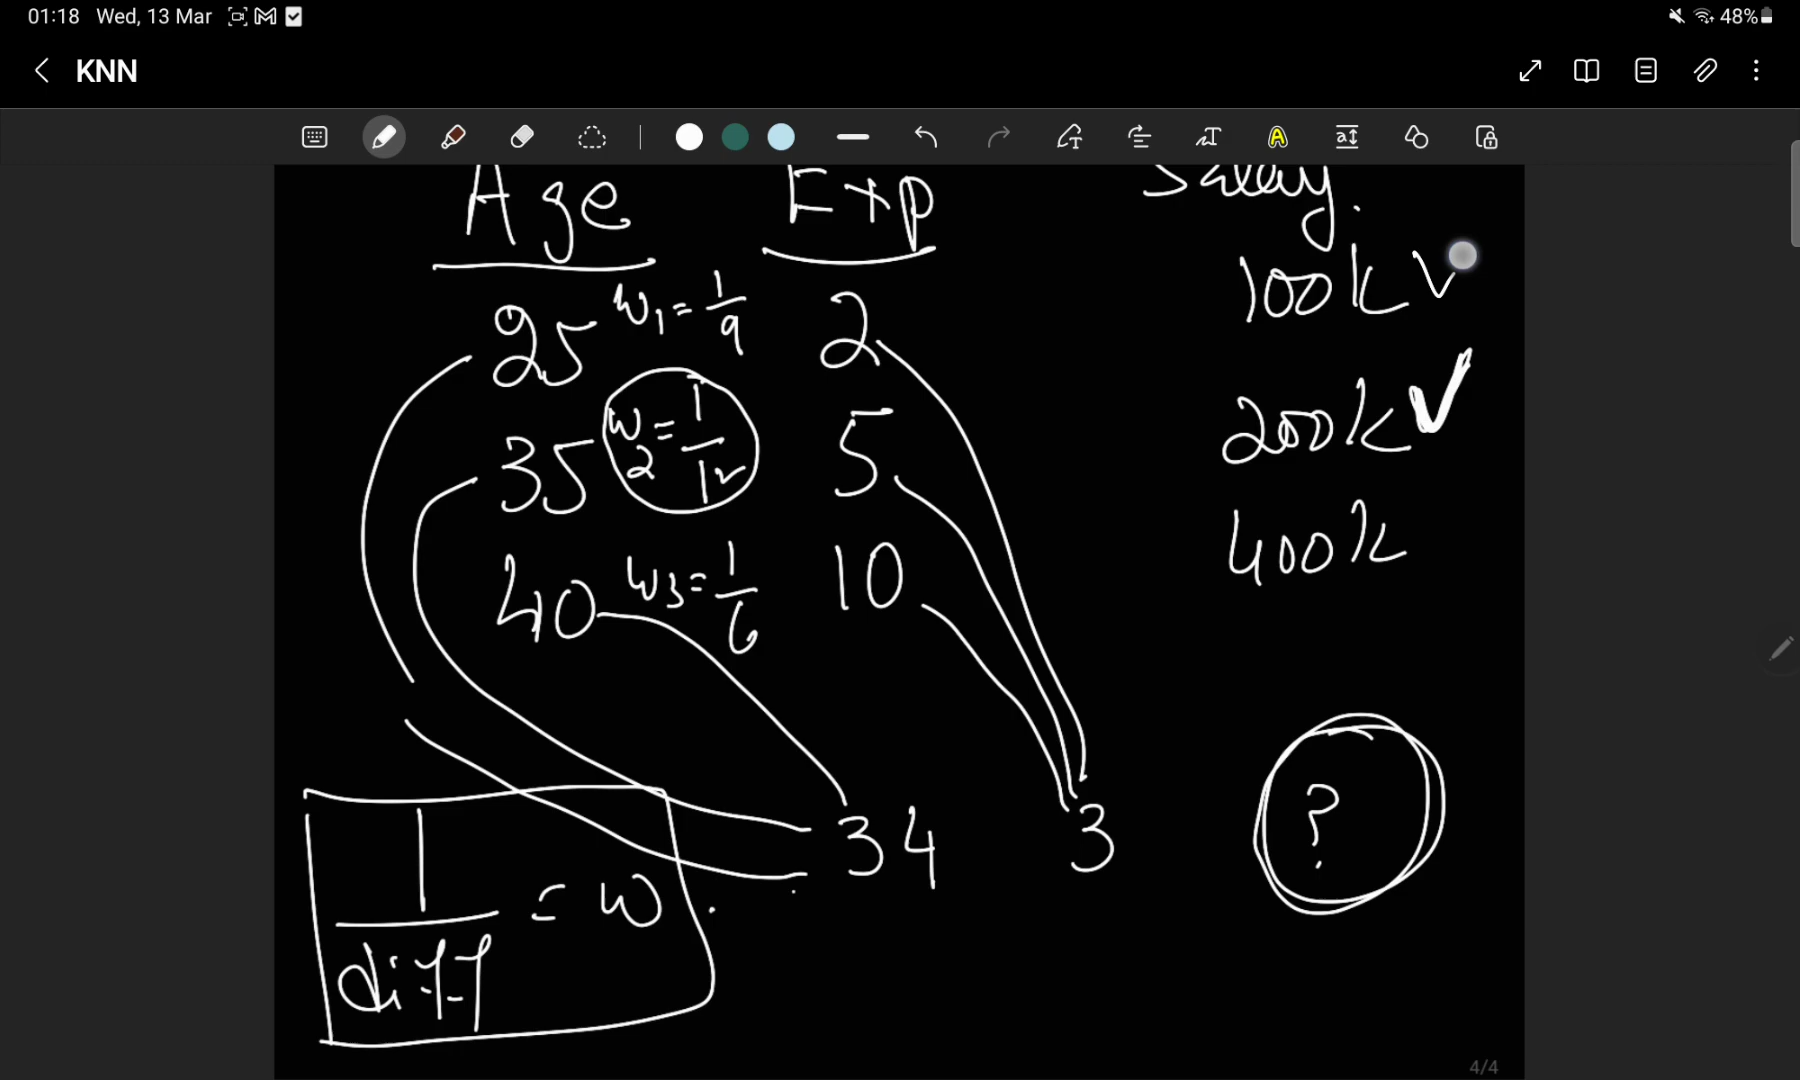 01:18 Wed, 13 Mar 48%
KNN
Age Exp Salary.
25 w1 = 1/9 2 100k ✓
35 w2 = 1/12 5 200k ✓
40 w3 = 1/6 10 400k
34 3 ?
1/diff = w.
4/4